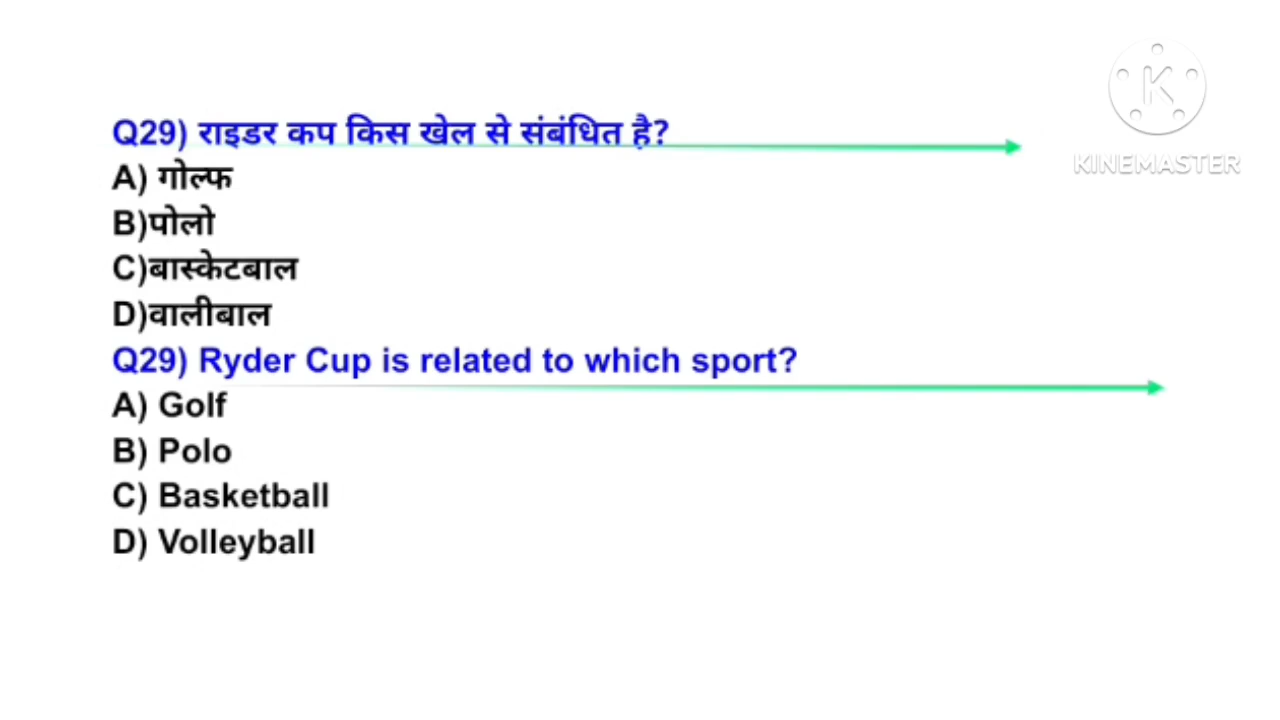 Q29) राइडर कप किस खेल से संबंधित है?
A) गोल्फ
B)पोलो
C)बास्केटबाल
D)वालीबाल
Q29) Ryder Cup is related to which sport?
A) Golf
B) Polo
C) Basketball
D) Volleyball
K
KINEMASTER